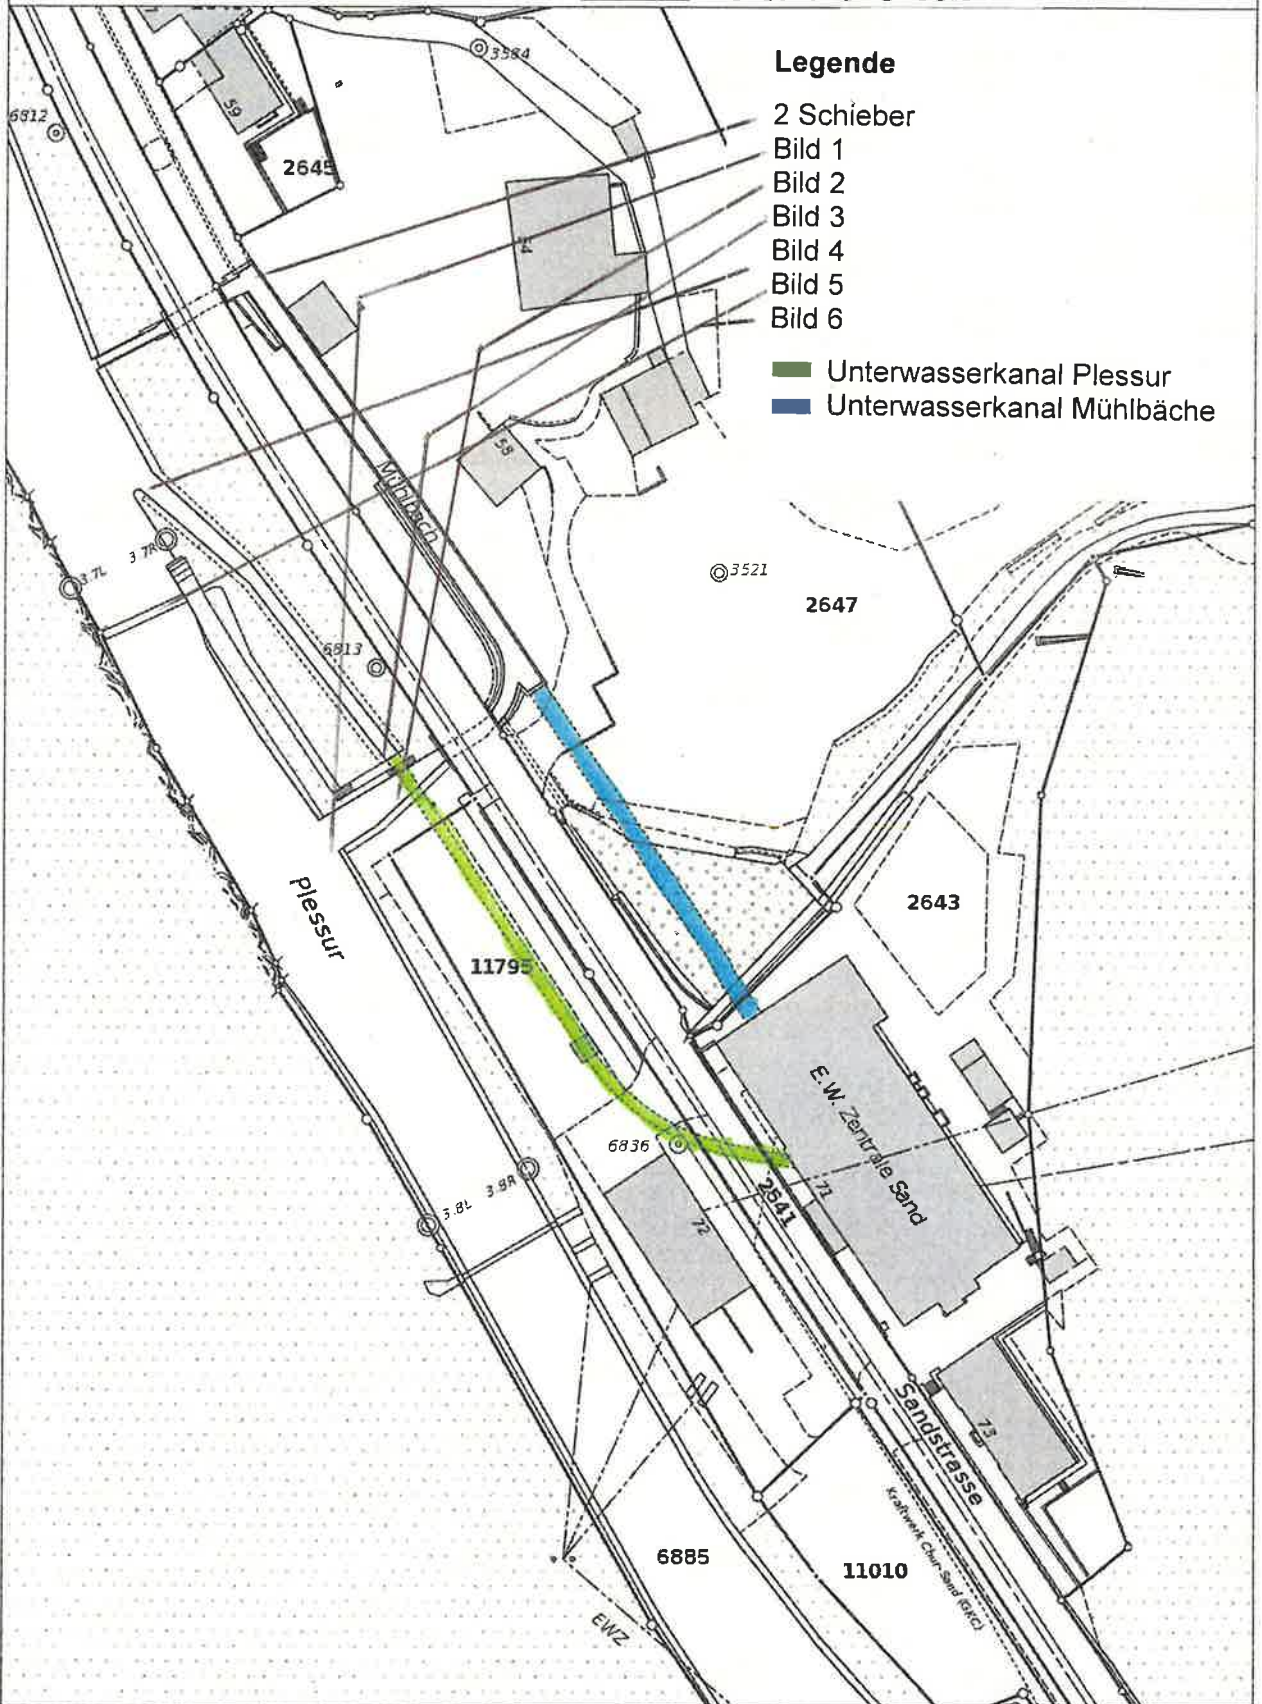 Legende
2 Schieber
Bild 1
Bild 2
Bild 3
Bild 4
Bild 5
Bild 6
Unterwasserkanal Plessur
Unterwasserkanal Mühlbäche
3584
6812
59
2645
58
Mühlbach
3521
2647
3.7R
3.7L
6813
Plessur
11795
2643
E.W. Zentrale Sand
6836
71
2541
72
3.8R
3.8L
Sandstrasse
73
Kraftwerk Chur-Sand (GKC)
6885
11010
EWZ